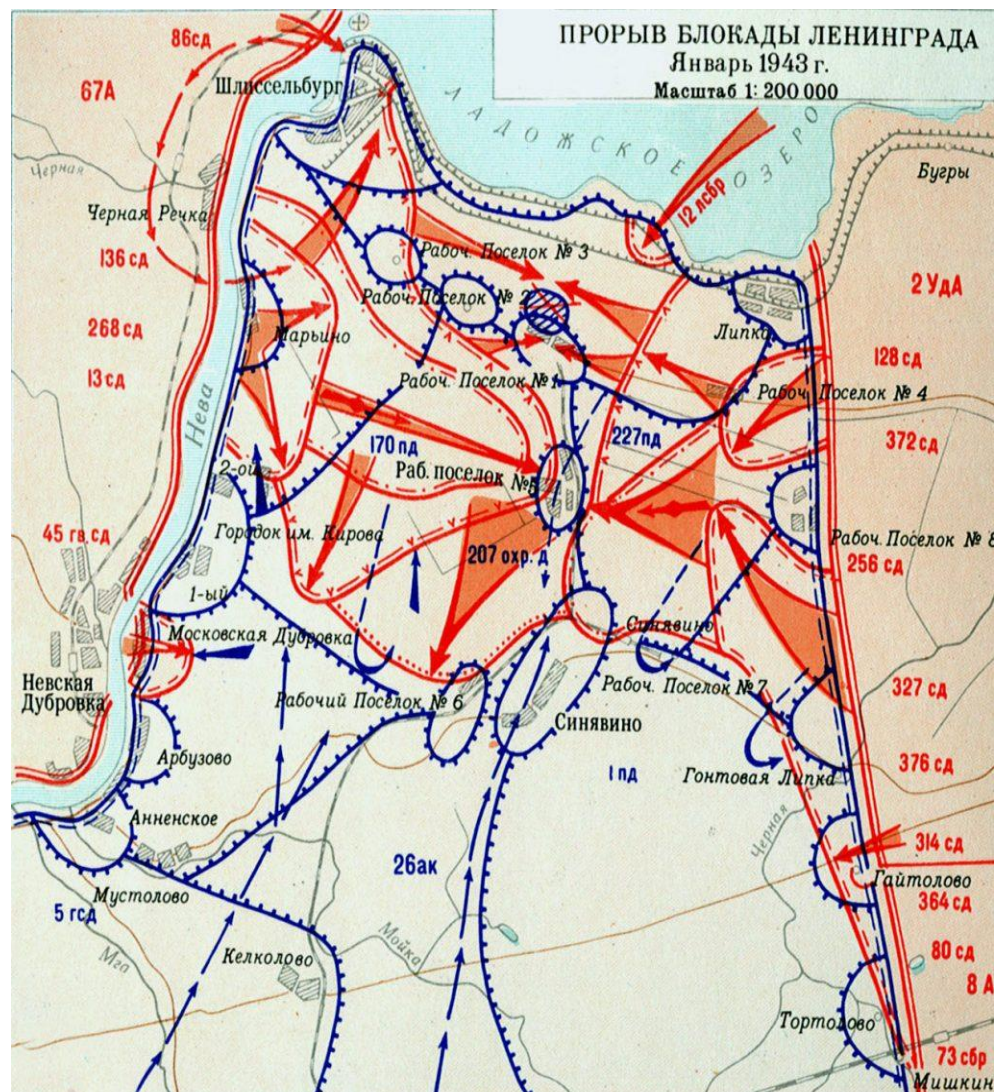 ПРОРЫВ БЛОКАДЫ ЛЕНИНГРАДА
Январь 1943 г.
Масштаб 1: 200 000
86сд
67А
Шлиссельбург
ЛАДОЖСКОЕ ОЗЕРО
Бугры
Черная
Черная Речка
12 лсбр
136 сд
Рабоч. Поселок № 3
2 УдА
Рабоч. Поселок № 2
268 сд
Марьино
Липка
128 сд
13 сд
Рабоч. Поселок № 1
Рабоч. Поселок № 4
Нева
170 пд
227пд
372 сд
2-ой
Раб. поселок №5
45 гв. сд
Городок им. Кирова
207 охр. д
Рабоч. Поселок № 8
256 сд
1-ый
Московская Дубровка
Синявино
Невская
Дубровка
Рабочий Поселок № 6
Рабоч. Поселок № 7
327 сд
Синявино
Арбузово
1 пд
Гонтовая Липка
376 сд
Анненское
Черная
314 сд
26ак
Гайтолово
Мустолово
364 сд
5 гсд
Мойка
Мга
Келколово
80 сд
8 А
Тортолово
73 сбр
Мишкин